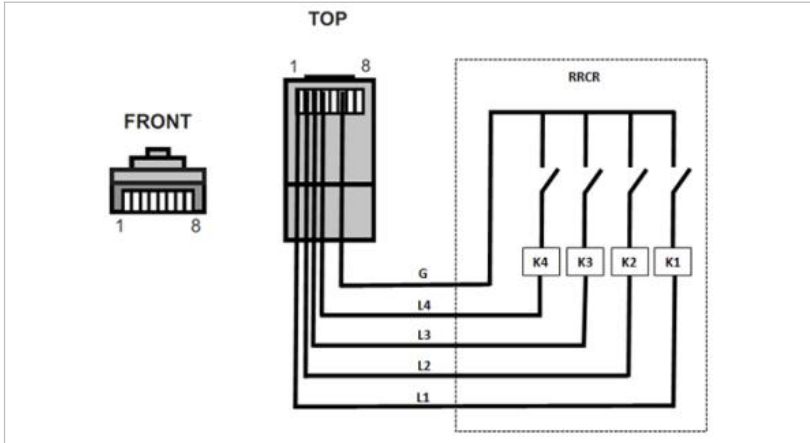 TOP
1 8
RRCR
FRONT
1 8
K4 K3 K2 K1
G
L4
L3
L2
L1